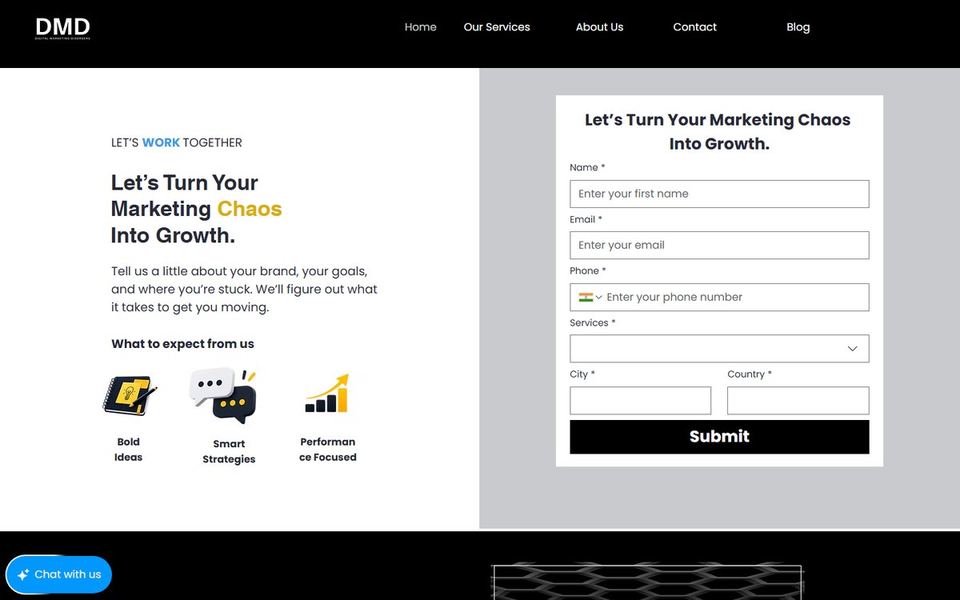 DMD
DIGITAL MARKETING DISORDERS
Home
Our Services
About Us
Contact
Blog
LET’S WORK TOGETHER
Let’s Turn Your
Marketing Chaos
Into Growth.
Tell us a little about your brand, your goals,
and where you’re stuck. We’ll figure out what
it takes to get you moving.
What to expect from us
Bold
Ideas
Smart
Strategies
Performan
ce Focused
Let’s Turn Your Marketing Chaos
Into Growth.
Name *
Enter your first name
Email *
Enter your email
Phone *
Enter your phone number
Services *
City *
Country *
Submit
Chat with us